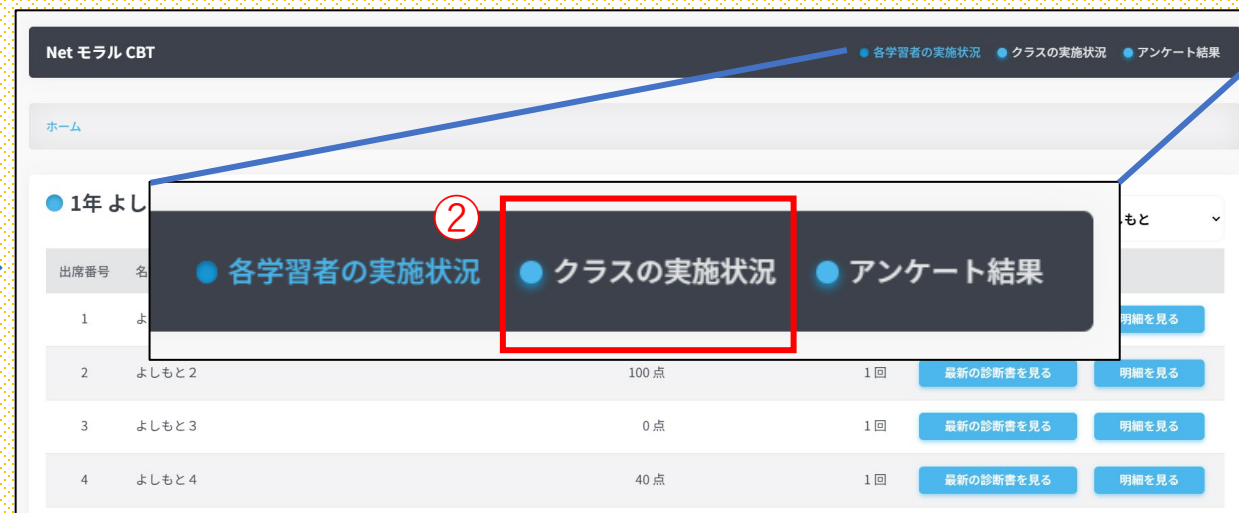 Net モラル CBT
各学習者の実施状況 クラスの実施状況 アンケート結果
ホーム
1年 よし
もと
②
各学習者の実施状況 クラスの実施状況 アンケート結果
出席番号 名
1 よ 明細を見る
2 よしもと２ 100 点 1 回 最新の診断書を見る 明細を見る
3 よしもと３ 0 点 1 回 最新の診断書を見る 明細を見る
4 よしもと４ 40 点 1 回 最新の診断書を見る 明細を見る